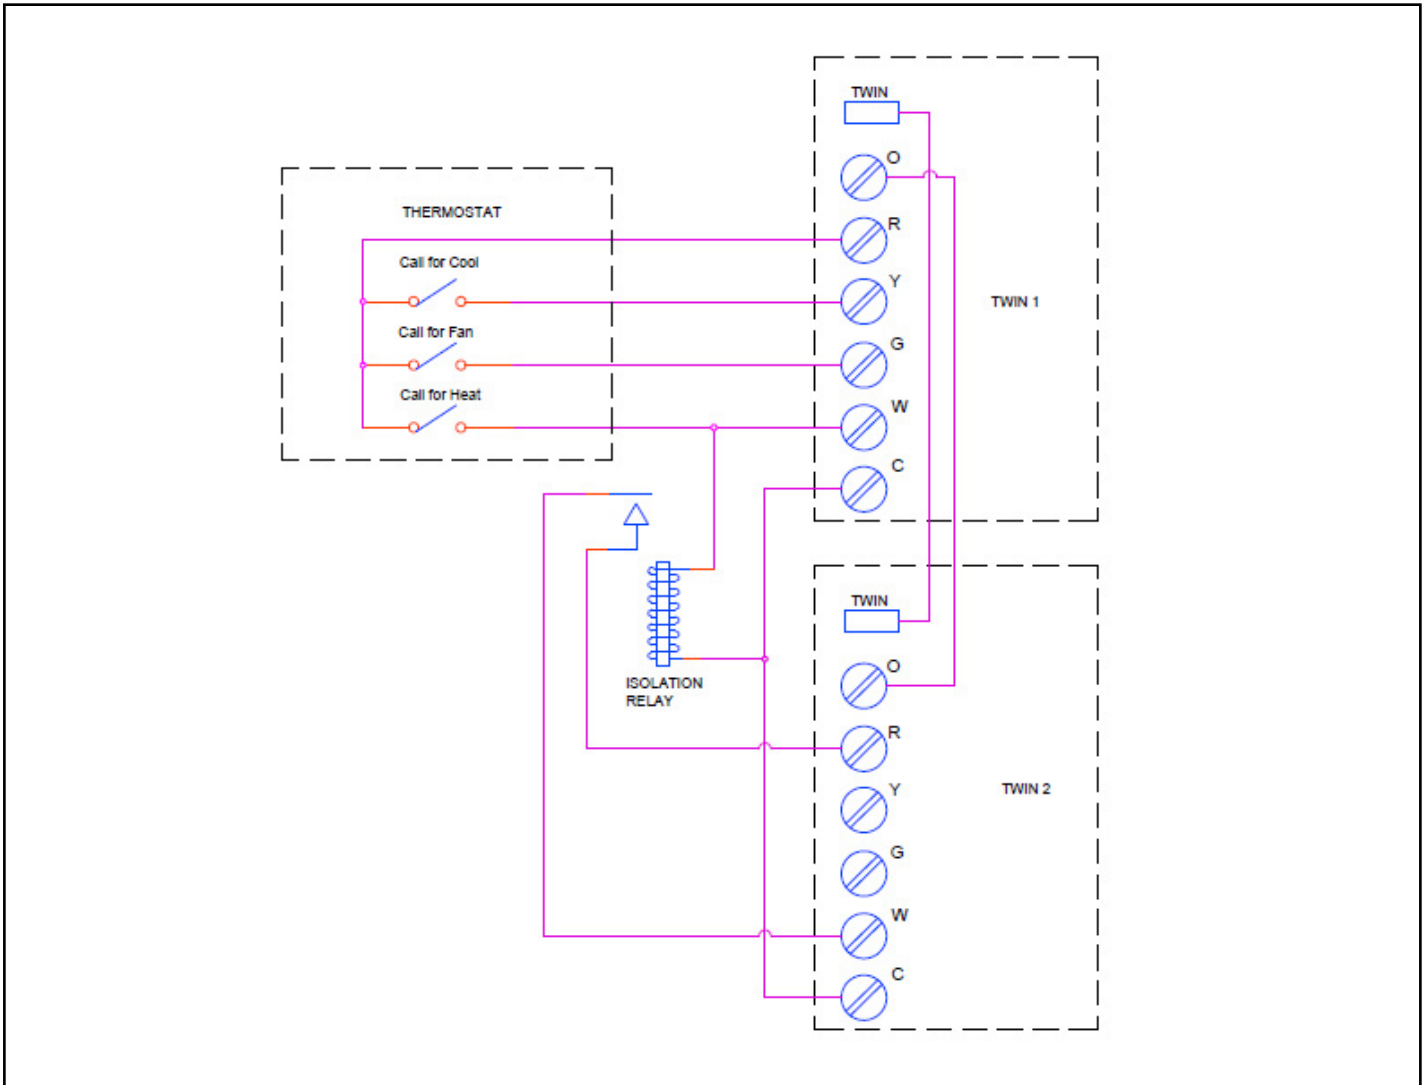 TWIN
O
THERMOSTAT
R
Call for Cool
Y
TWIN 1
Call for Fan
G
Call for Heat
W
C
TWIN
O
ISOLATION
RELAY
R
Y
TWIN 2
G
W
C